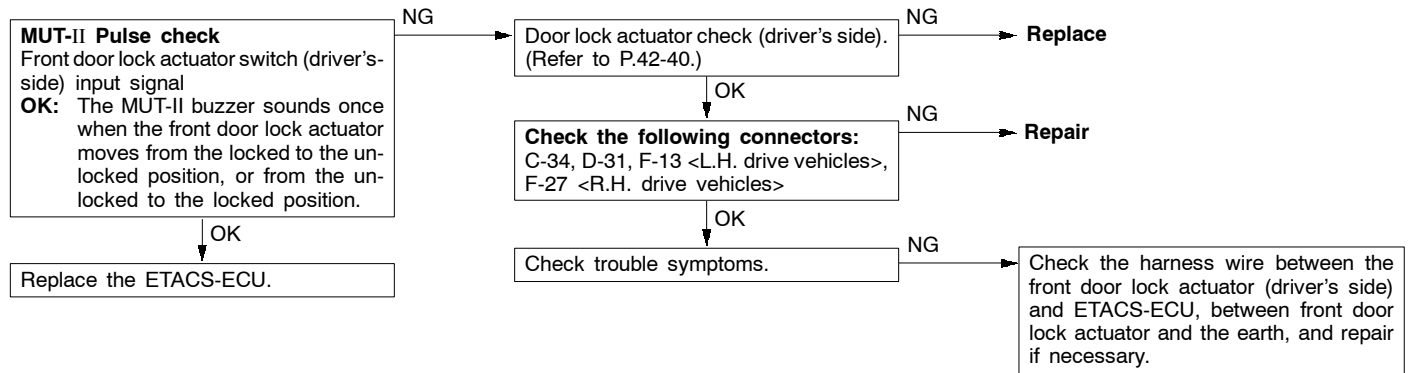 MUT-II Pulse check
Front door lock actuator switch (driver's-
side) input signal
OK: The MUT-II buzzer sounds once
when the front door lock actuator
moves from the locked to the un-
locked position, or from the un-
locked to the locked position.
OK
Replace the ETACS-ECU.
NG
Door lock actuator check (driver's side).
(Refer to P.42-40.)
NG
Replace
OK
Check the following connectors:
C-34, D-31, F-13 <L.H. drive vehicles>,
F-27 <R.H. drive vehicles>
NG
Repair
OK
Check trouble symptoms.
NG
Check the harness wire between the
front door lock actuator (driver's side)
and ETACS-ECU, between front door
lock actuator and the earth, and repair
if necessary.